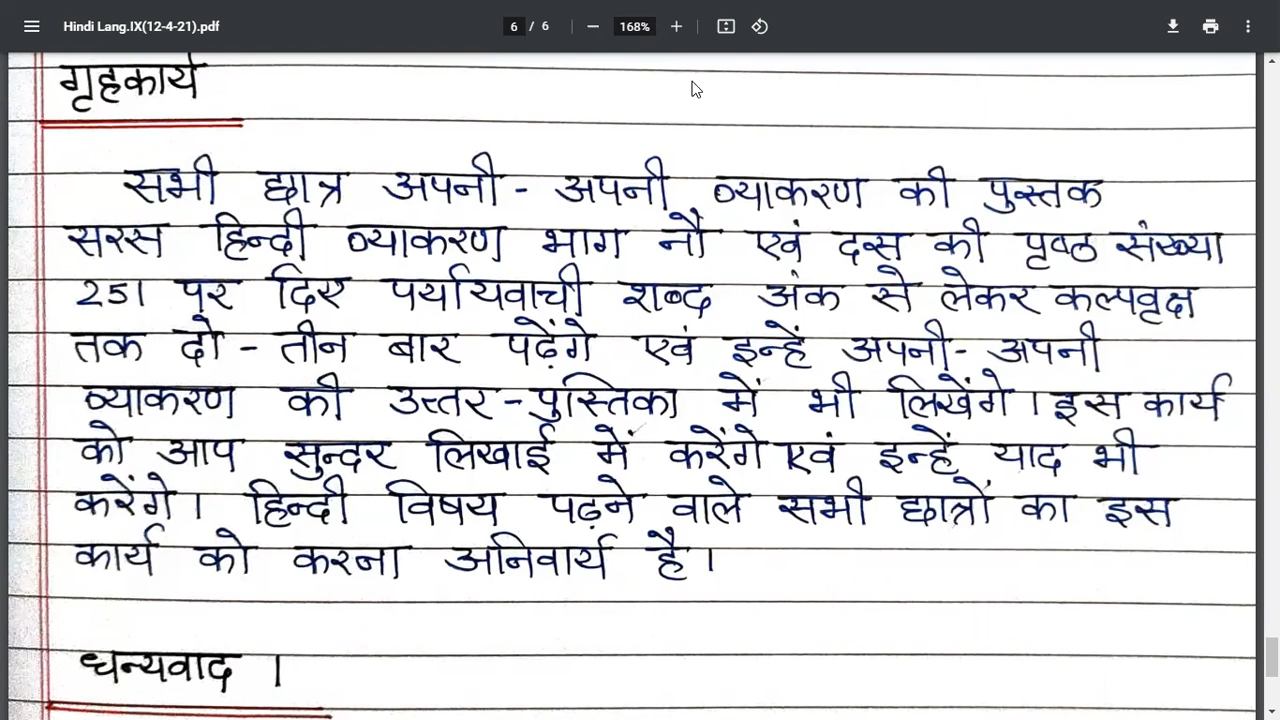 Hindi Lang.IX(12-4-21).pdf 6 / 6 168%
गृहकार्य
सभी छात्र अपनी - अपनी व्याकरण की पुस्तक
सरस हिन्दी व्याकरण भाग नौ एवं दस की पृष्ठ संख्या
251 पर दिए पर्यायवाची शब्द अंक से लेकर कल्पवृक्ष
तक दो - तीन बार पढ़ेंगे एवं इन्हें अपनी - अपनी
व्याकरण की उत्तर - पुस्तिका में भी लिखेंगे । इस कार्य
को आप सुन्दर लिखाई में करेंगे एवं इन्हें याद भी
करेंगे । हिन्दी विषय पढ़ने वाले सभी छात्रों का इस
कार्य को करना अनिवार्य है ।
धन्यवाद ।